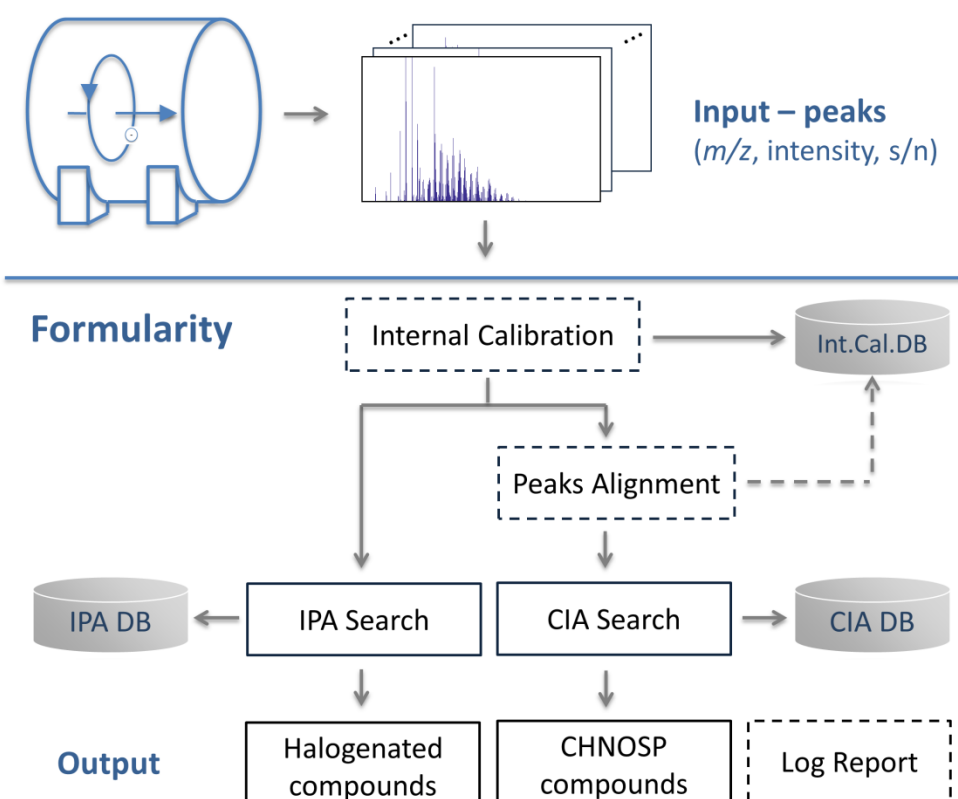 Input – peaks
(m/z, intensity, s/n)
Formularity
Internal Calibration
Int.Cal.DB
Peaks Alignment
IPA DB
IPA Search
CIA Search
CIA DB
Output
Halogenated
compounds
CHNOSP
compounds
Log Report